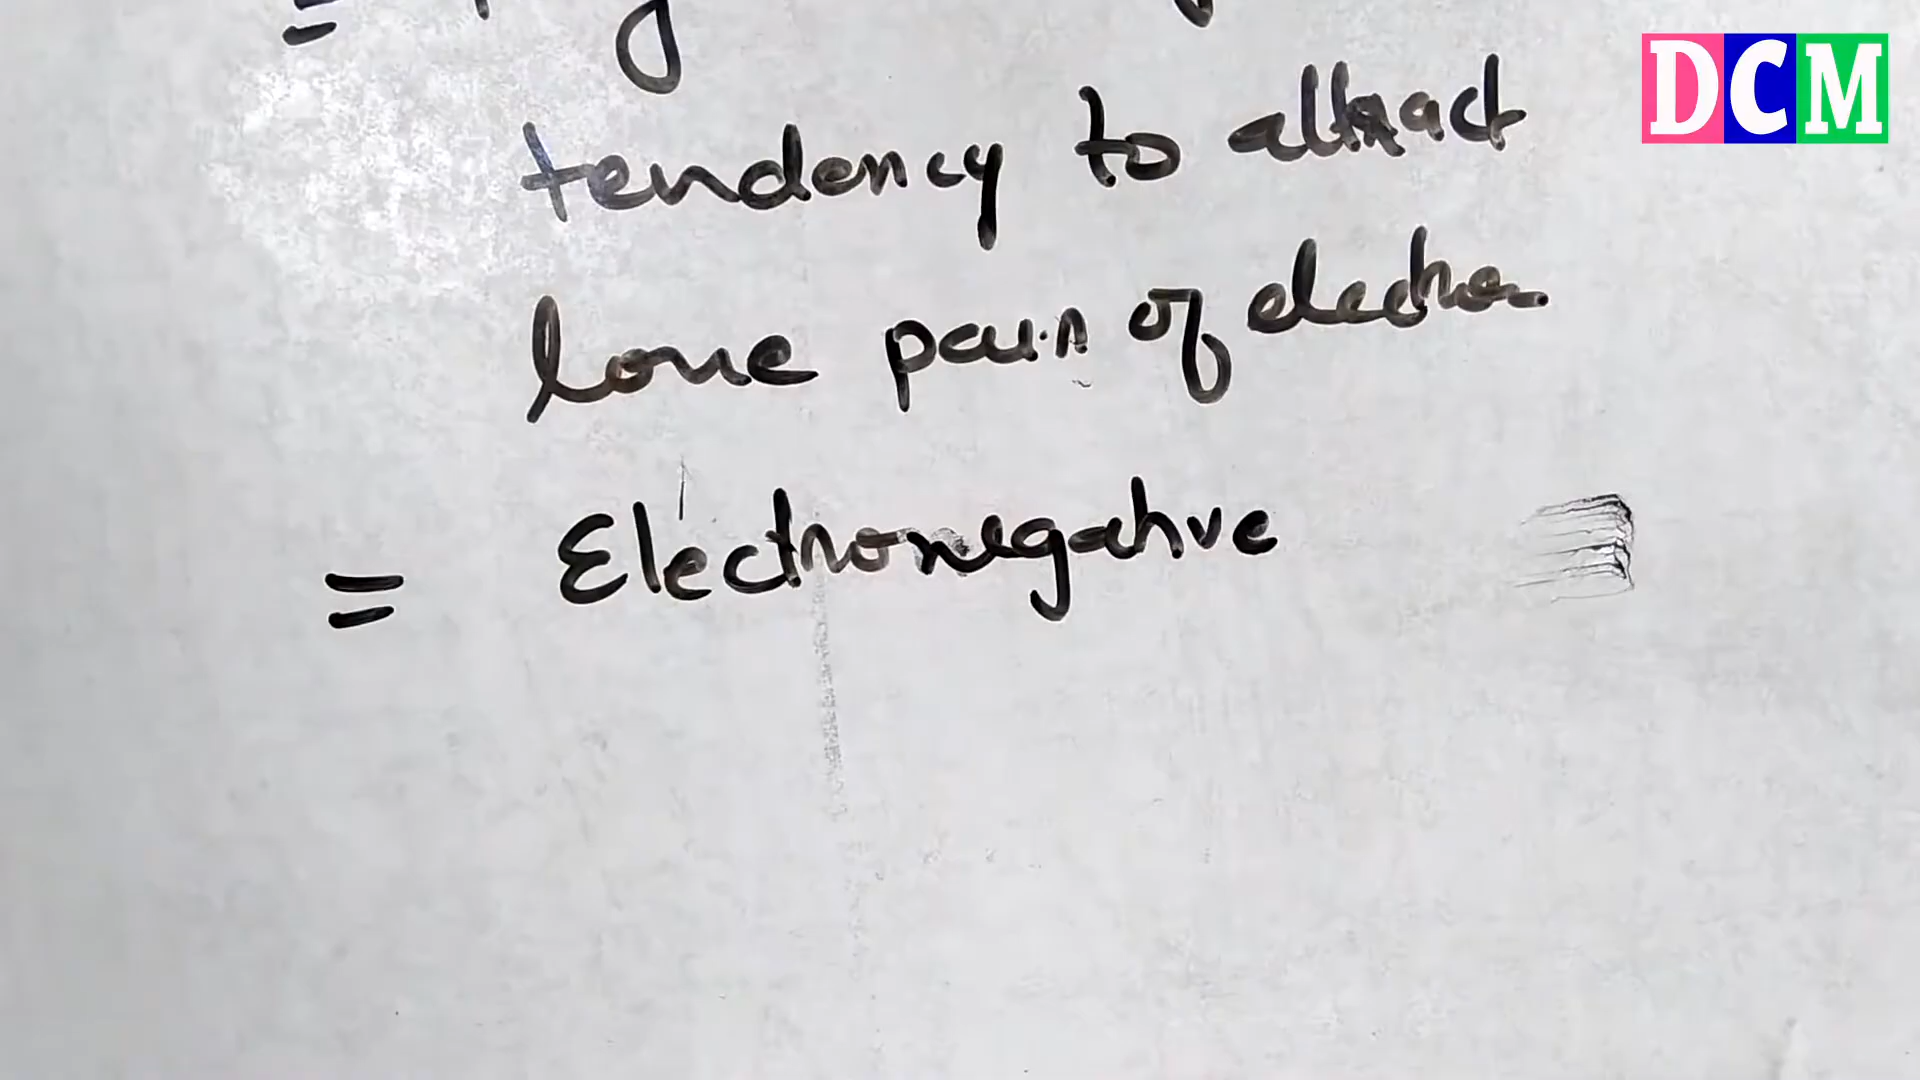 DCM
tendency to attract
lone pair of electron
= Electronegative